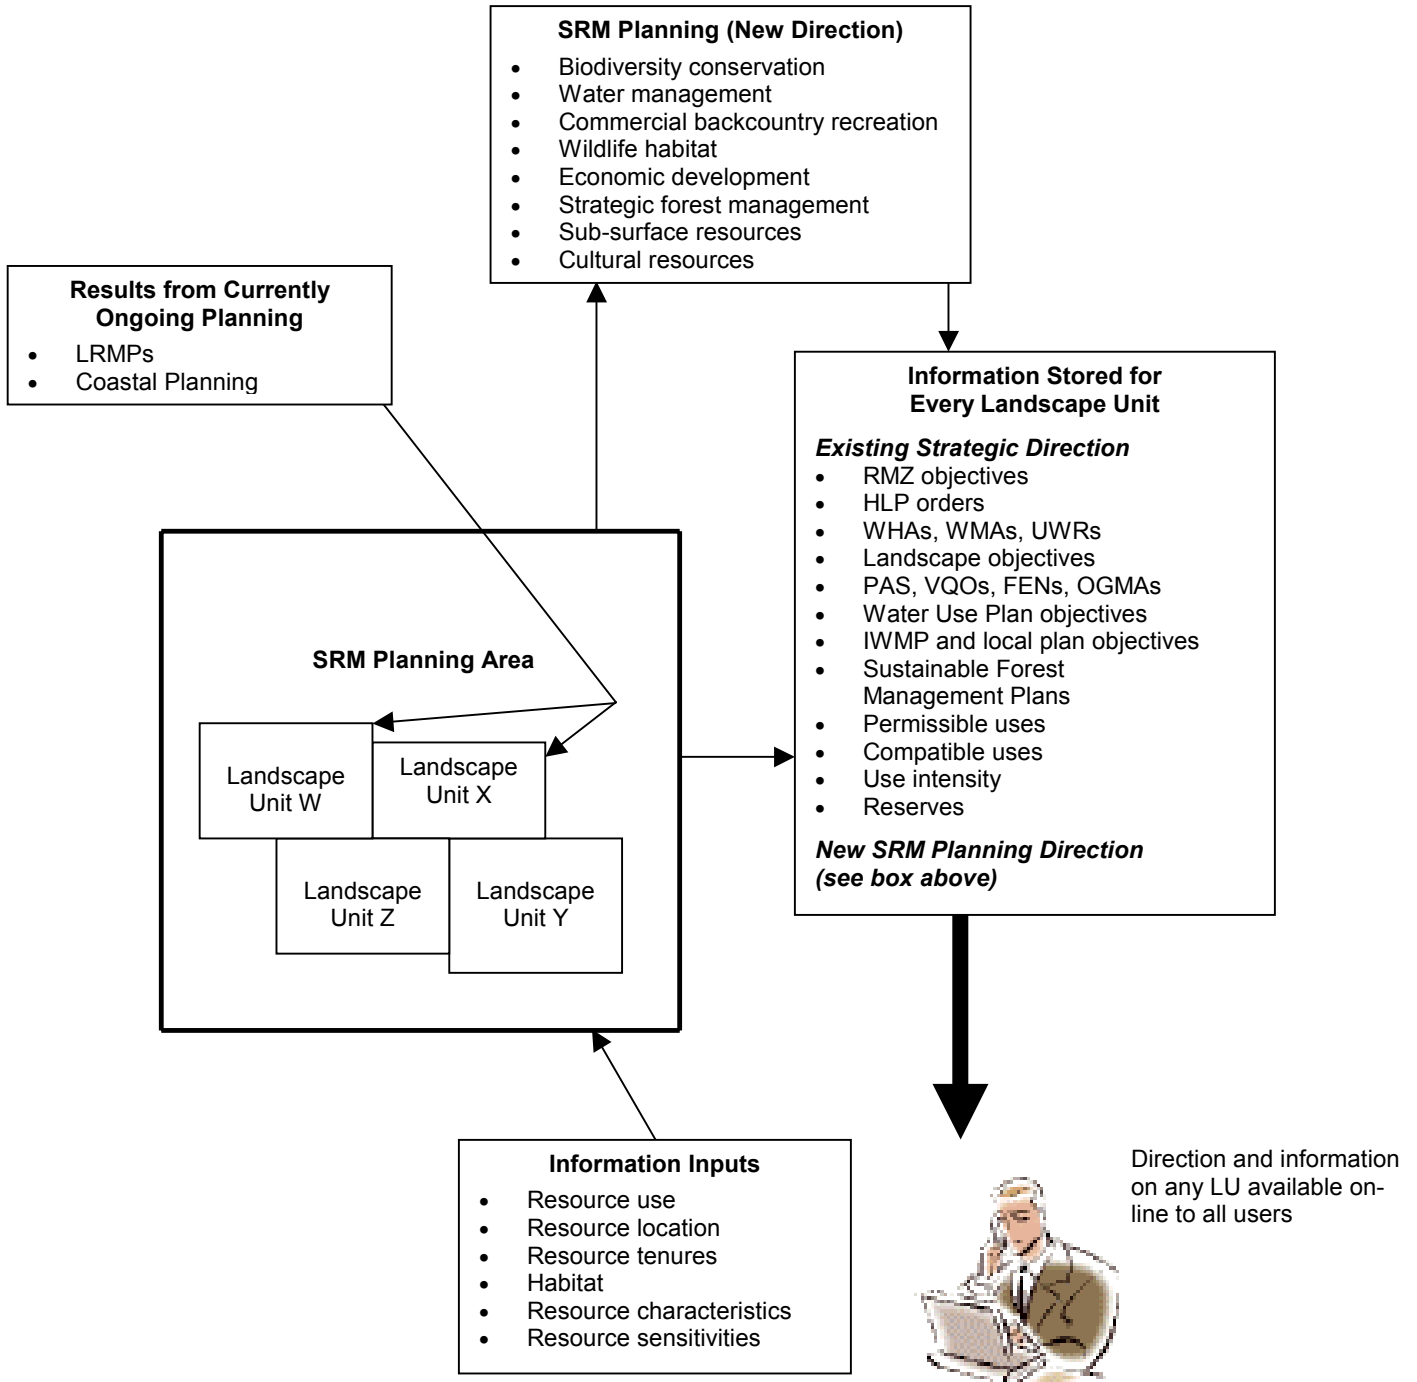 SRM Planning (New Direction)
• Biodiversity conservation
• Water management
• Commercial backcountry recreation
• Wildlife habitat
• Economic development
• Strategic forest management
• Sub-surface resources
• Cultural resources
Results from Currently
Ongoing Planning
• LRMPs
• Coastal Planning
Information Stored for
Every Landscape Unit
Existing Strategic Direction
• RMZ objectives
• HLP orders
• WHAs, WMAs, UWRs
• Landscape objectives
• PAS, VQOs, FENs, OGMAs
• Water Use Plan objectives
• IWMP and local plan objectives
• Sustainable Forest
Management Plans
• Permissible uses
• Compatible uses
• Use intensity
• Reserves
New SRM Planning Direction
(see box above)
SRM Planning Area
Landscape
Unit W
Landscape
Unit X
Landscape
Unit Z
Landscape
Unit Y
Information Inputs
• Resource use
• Resource location
• Resource tenures
• Habitat
• Resource characteristics
• Resource sensitivities
Direction and information
on any LU available on-
line to all users